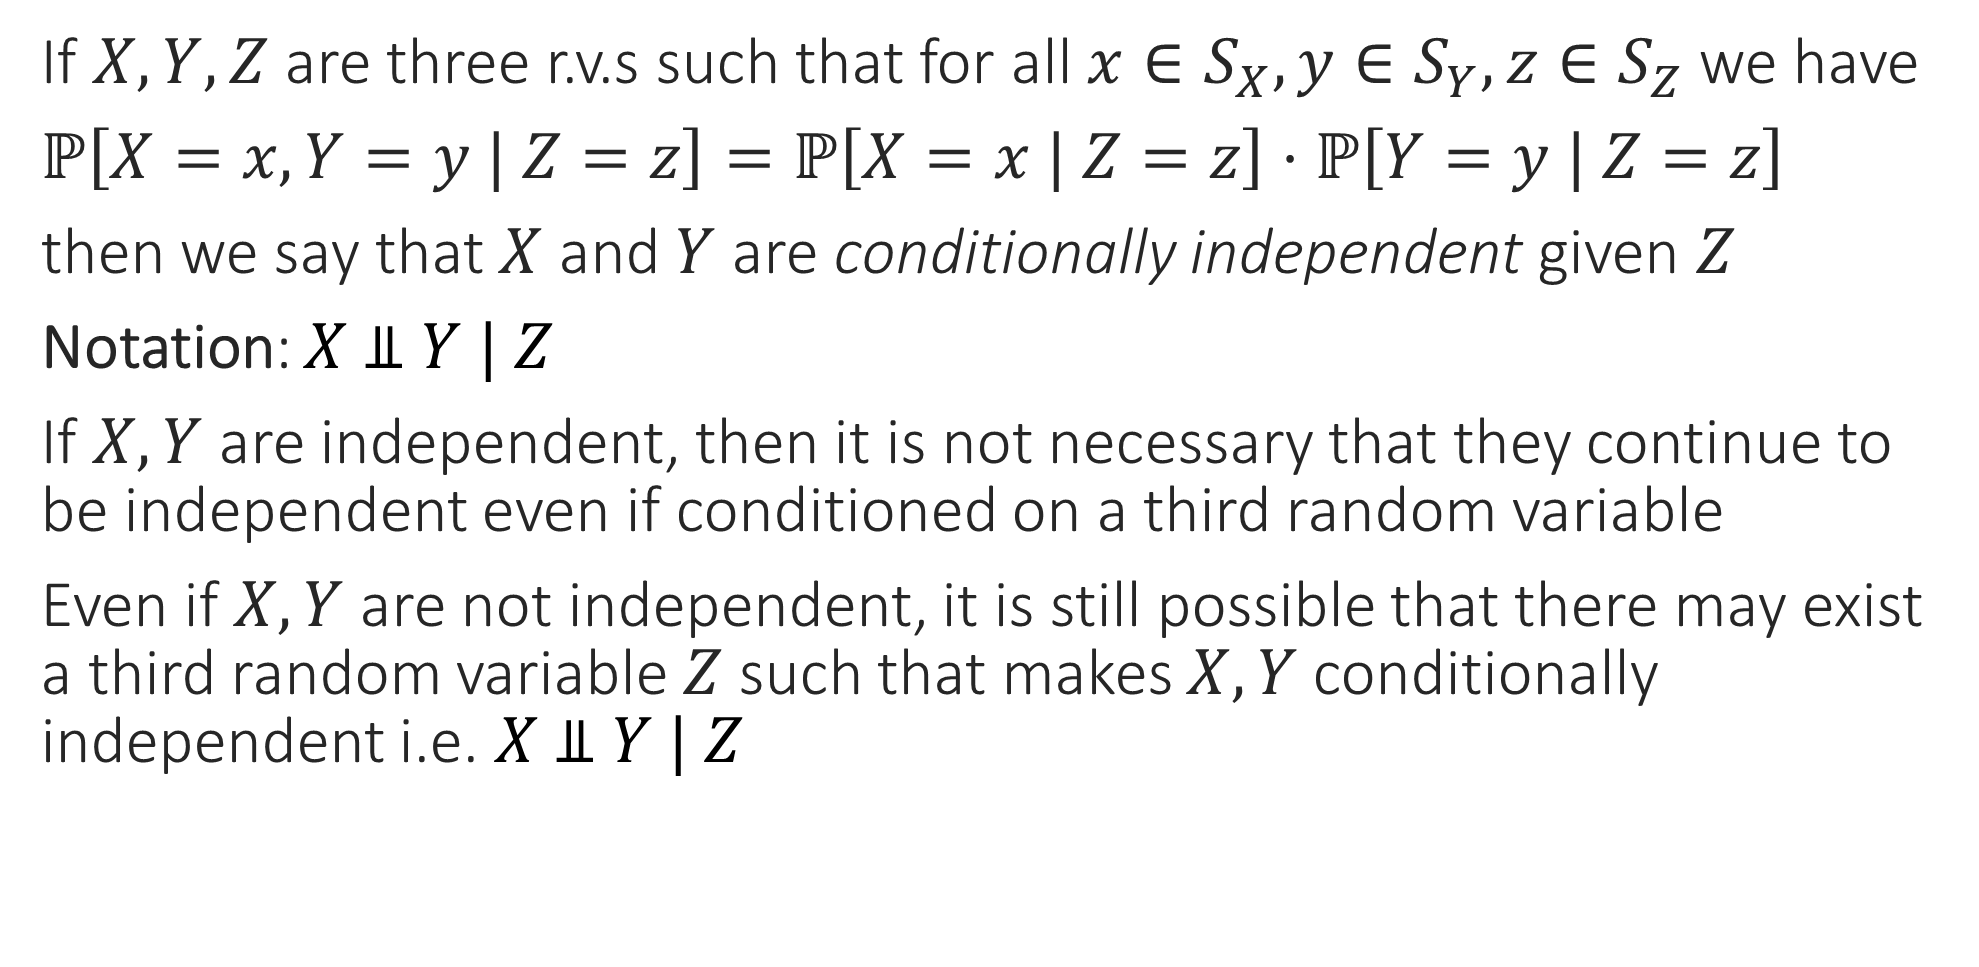 If 𝑋, 𝑌, 𝑍 are three r.v.s such that for all 𝑥 ∈ 𝑆_𝑋, 𝑦 ∈ 𝑆_𝑌, 𝑧 ∈ 𝑆_𝑍 we have
ℙ[𝑋 = 𝑥, 𝑌 = 𝑦 | 𝑍 = 𝑧] = ℙ[𝑋 = 𝑥 | 𝑍 = 𝑧] ⋅ ℙ[𝑌 = 𝑦 | 𝑍 = 𝑧]
then we say that 𝑋 and 𝑌 are conditionally independent given 𝑍
Notation: 𝑋 ⫫ 𝑌 | 𝑍
If 𝑋, 𝑌 are independent, then it is not necessary that they continue to
be independent even if conditioned on a third random variable
Even if 𝑋, 𝑌 are not independent, it is still possible that there may exist
a third random variable 𝑍 such that makes 𝑋, 𝑌 conditionally
independent i.e. 𝑋 ⫫ 𝑌 | 𝑍